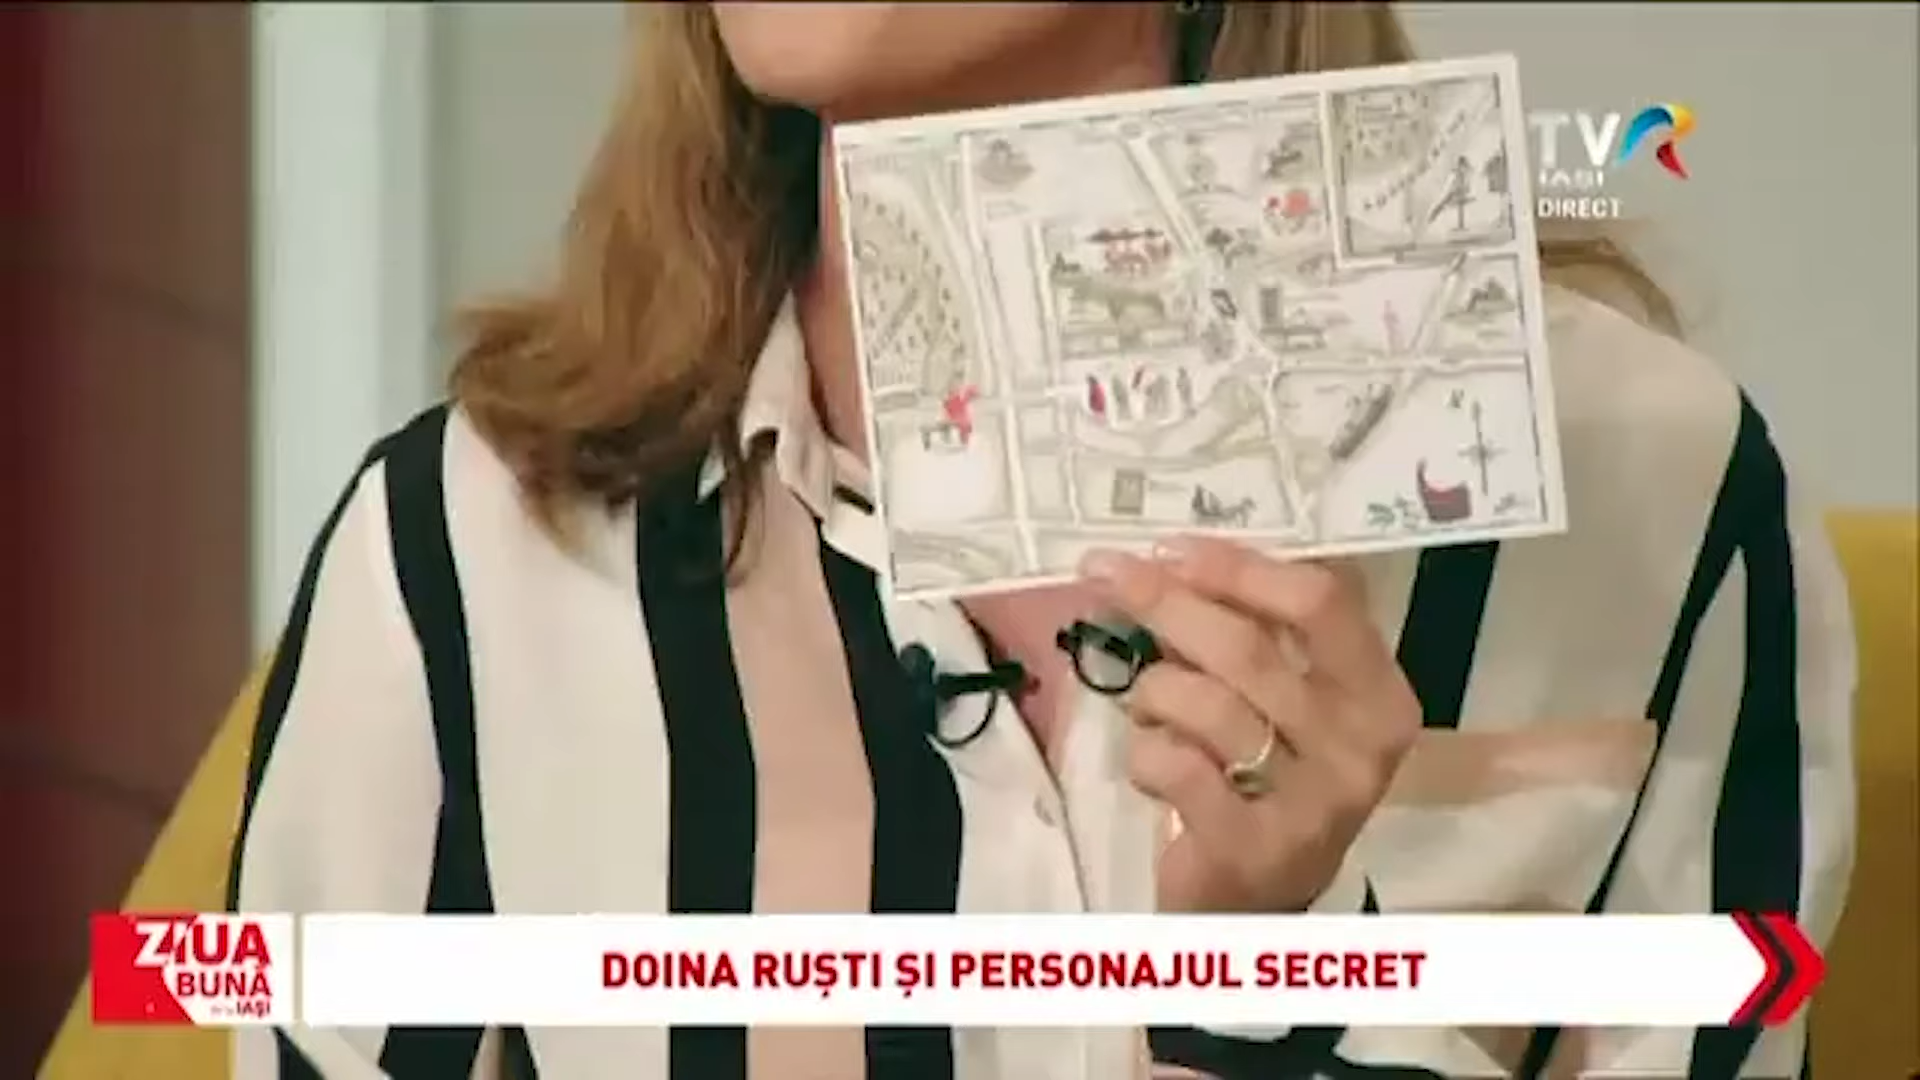 TVR
IAȘI
DIRECT
N
ZIUA
BUNĂ
IAȘI
DOINA RUȘTI ȘI PERSONAJUL SECRET